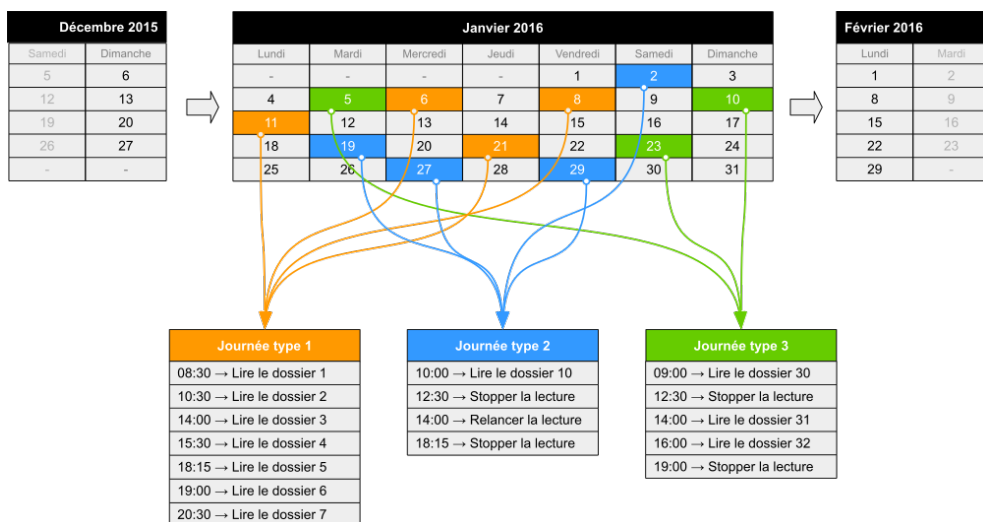 Décembre 2015
Samedi Dimanche
5 6
12 13
19 20
26 27
- -
Janvier 2016
Lundi Mardi Mercredi Jeudi Vendredi Samedi Dimanche
- - - - 1 2 3
4 5 6 7 8 9 10
11 12 13 14 15 16 17
18 19 20 21 22 23 24
25 26 27 28 29 30 31
Février 2016
Lundi Mardi
1 2
8 9
15 16
22 23
29 -
Journée type 1
08:30 → Lire le dossier 1
10:30 → Lire le dossier 2
14:00 → Lire le dossier 3
15:30 → Lire le dossier 4
18:15 → Lire le dossier 5
19:00 → Lire le dossier 6
20:30 → Lire le dossier 7
Journée type 2
10:00 → Lire le dossier 10
12:30 → Stopper la lecture
14:00 → Relancer la lecture
18:15 → Stopper la lecture
Journée type 3
09:00 → Lire le dossier 30
12:30 → Stopper la lecture
14:00 → Lire le dossier 31
16:00 → Lire le dossier 32
19:00 → Stopper la lecture